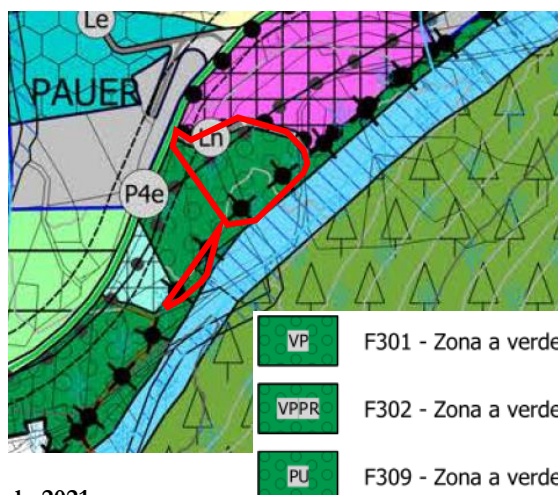 Le
PAUER
Ln
P4e
VP F301 - Zona a verde
VPPR F302 - Zona a verde
PU F309 - Zona a verde
2021